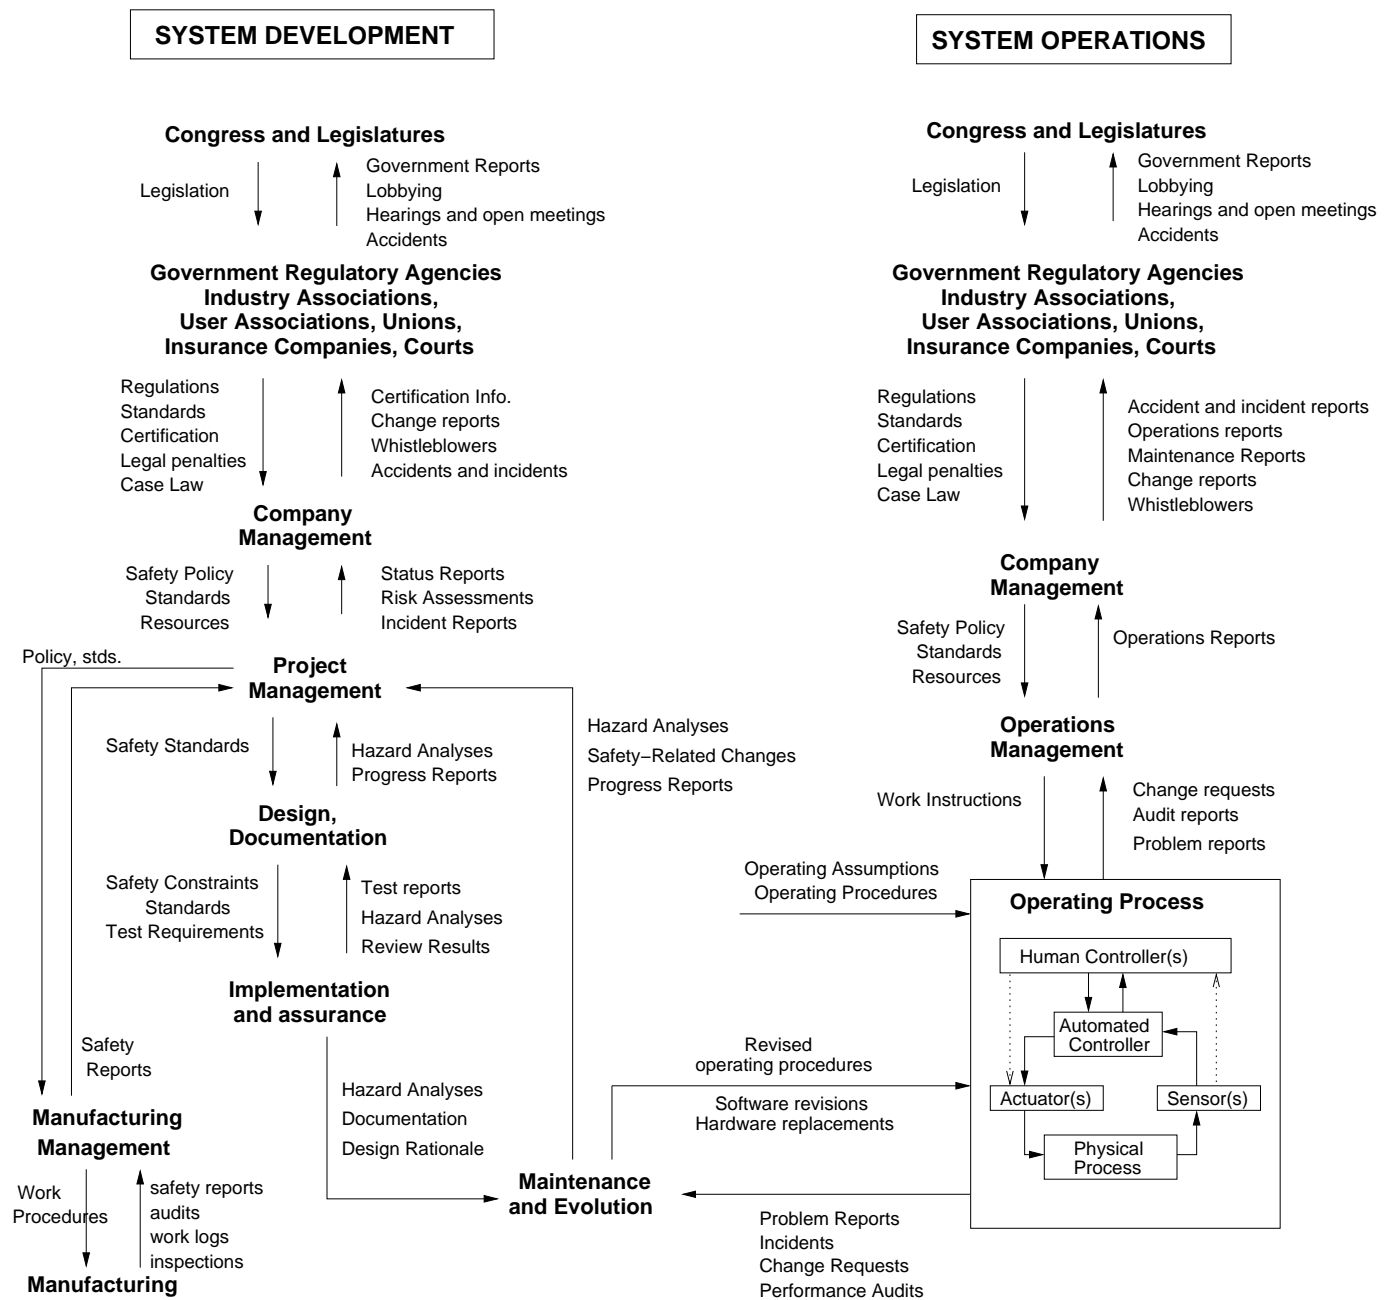 SYSTEM DEVELOPMENT
Congress and Legislatures
Legislation
Government Reports
Lobbying
Hearings and open meetings
Accidents
Government Regulatory Agencies
Industry Associations,
User Associations, Unions,
Insurance Companies, Courts
Regulations
Standards
Certification
Legal penalties
Case Law
Certification Info.
Change reports
Whistleblowers
Accidents and incidents
Company
Management
Safety Policy
Standards
Resources
Status Reports
Risk Assessments
Incident Reports
Policy, stds.
Project
Management
Safety Standards
Hazard Analyses
Progress Reports
Hazard Analyses
Safety−Related Changes
Progress Reports
Design,
Documentation
Safety Constraints
Standards
Test Requirements
Test reports
Hazard Analyses
Review Results
Implementation
and assurance
Safety
Reports
Hazard Analyses
Documentation
Design Rationale
Manufacturing
Management
Work
Procedures
safety reports
audits
work logs
inspections
Manufacturing
Maintenance
and Evolution
SYSTEM OPERATIONS
Congress and Legislatures
Legislation
Government Reports
Lobbying
Hearings and open meetings
Accidents
Government Regulatory Agencies
Industry Associations,
User Associations, Unions,
Insurance Companies, Courts
Regulations
Standards
Certification
Legal penalties
Case Law
Accident and incident reports
Operations reports
Maintenance Reports
Change reports
Whistleblowers
Company
Management
Safety Policy
Standards
Resources
Operations Reports
Operations
Management
Work Instructions
Change requests
Audit reports
Problem reports
Operating Assumptions
Operating Procedures
Operating Process
Human Controller(s)
Automated
Controller
Actuator(s)
Sensor(s)
Physical
Process
Revised
operating procedures
Software revisions
Hardware replacements
Problem Reports
Incidents
Change Requests
Performance Audits